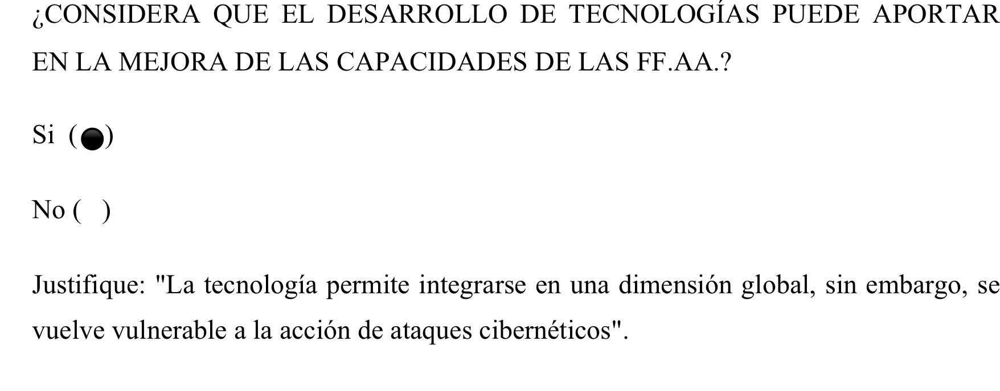 ¿CONSIDERA QUE EL DESARROLLO DE TECNOLOGÍAS PUEDE APORTAR
EN LA MEJORA DE LAS CAPACIDADES DE LAS FF.AA.?
Si (⚫)
No ( )
Justifique: "La tecnología permite integrarse en una dimensión global, sin embargo, se
vuelve vulnerable a la acción de ataques cibernéticos".